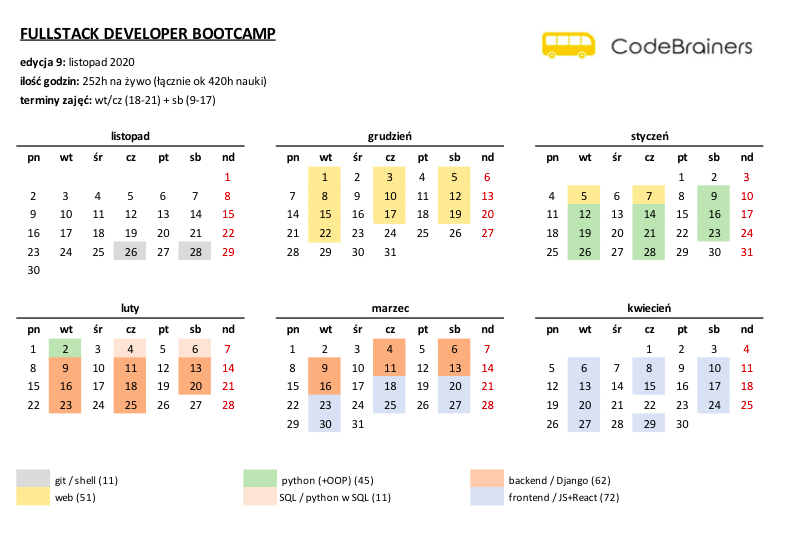 FULLSTACK DEVELOPER BOOTCAMP
CodeBrainers
edycja 9: listopad 2020
ilość godzin: 252h na żywo (łącznie ok 420h nauki)
terminy zajęć: wt/cz (18-21) + sb (9-17)
listopad
pn wt śr cz pt sb nd
1
2 3 4 5 6 7 8
9 10 11 12 13 14 15
16 17 18 19 20 21 22
23 24 25 26 27 28 29
30
grudzień
pn wt śr cz pt sb nd
1 2 3 4 5 6
7 8 9 10 11 12 13
14 15 16 17 18 19 20
21 22 23 24 25 26 27
28 29 30 31
styczeń
pn wt śr cz pt sb nd
1 2 3
4 5 6 7 8 9 10
11 12 13 14 15 16 17
18 19 20 21 22 23 24
25 26 27 28 29 30 31
luty
pn wt śr cz pt sb nd
1 2 3 4 5 6 7
8 9 10 11 12 13 14
15 16 17 18 19 20 21
22 23 24 25 26 27 28
marzec
pn wt śr cz pt sb nd
1 2 3 4 5 6 7
8 9 10 11 12 13 14
15 16 17 18 19 20 21
22 23 24 25 26 27 28
29 30 31
kwiecień
pn wt śr cz pt sb nd
1 2 3 4
5 6 7 8 9 10 11
12 13 14 15 16 17 18
19 20 21 22 23 24 25
26 27 28 29 30
git / shell (11)
python (+OOP) (45)
backend / Django (62)
web (51)
SQL / python w SQL (11)
frontend / JS+React (72)